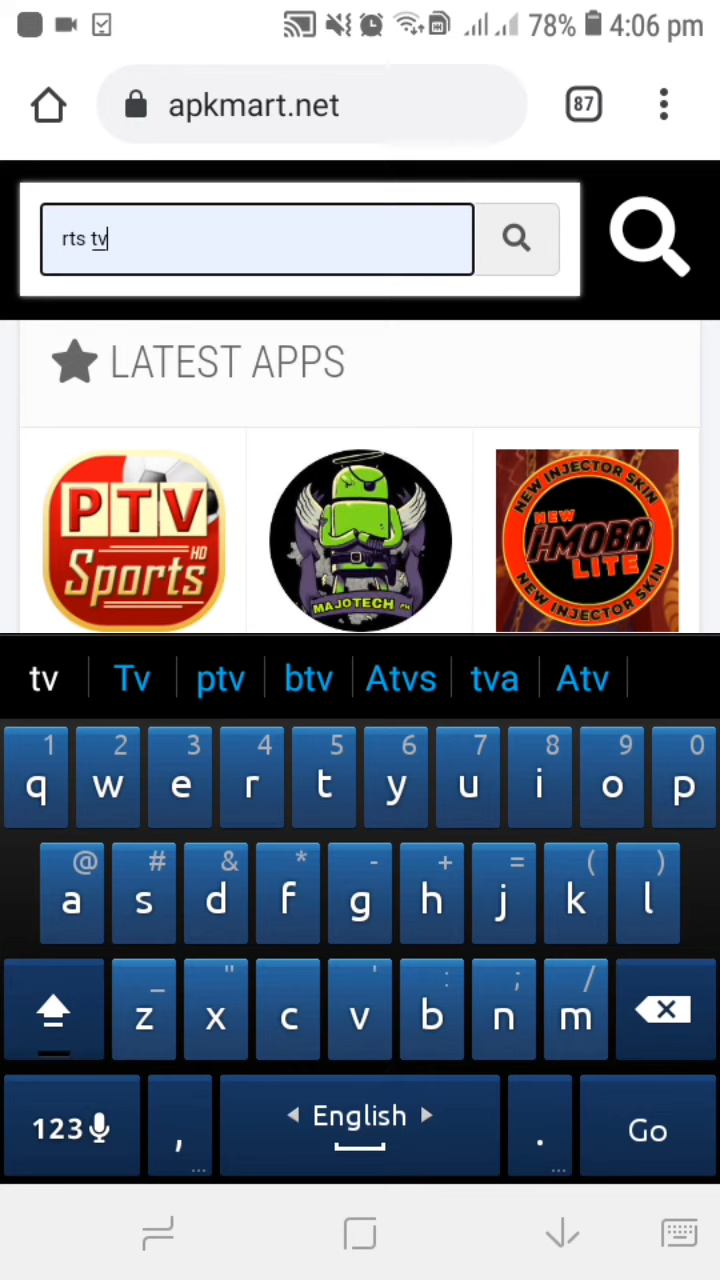 78% 4:06 pm
apkmart.net 87
rts tv
LATEST APPS
PTV
Sports HD
MAJOTECH PH
NEW INJECTOR SKIN
NEW
I-MOBA
LITE
NEW INJECTOR SKIN
tv Tv ptv btv Atvs tva Atv
1 2 3 4 5 6 7 8 9 0
q w e r t y u i o p
@ # & * - + = ( )
a s d f g h j k l
_ " ' : ; /
z x c v b n m
123 , English . Go